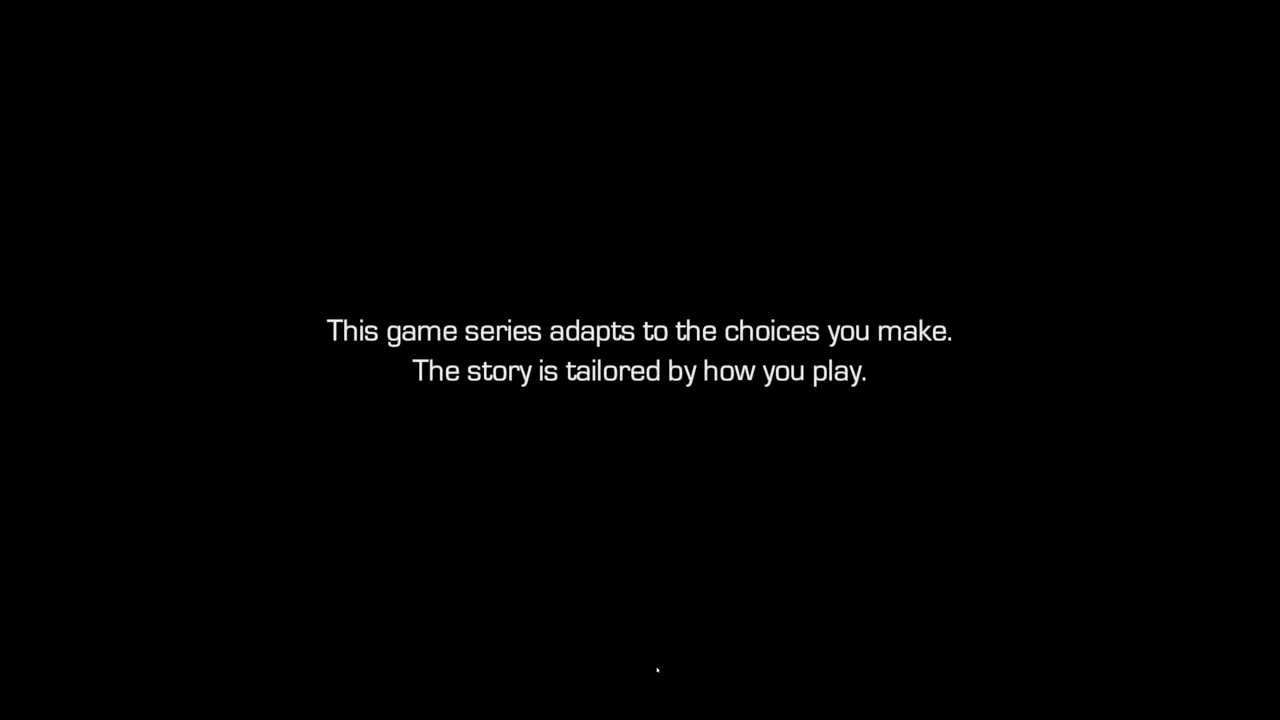 This game series adapts to the choices you make.
The story is tailored by how you play.